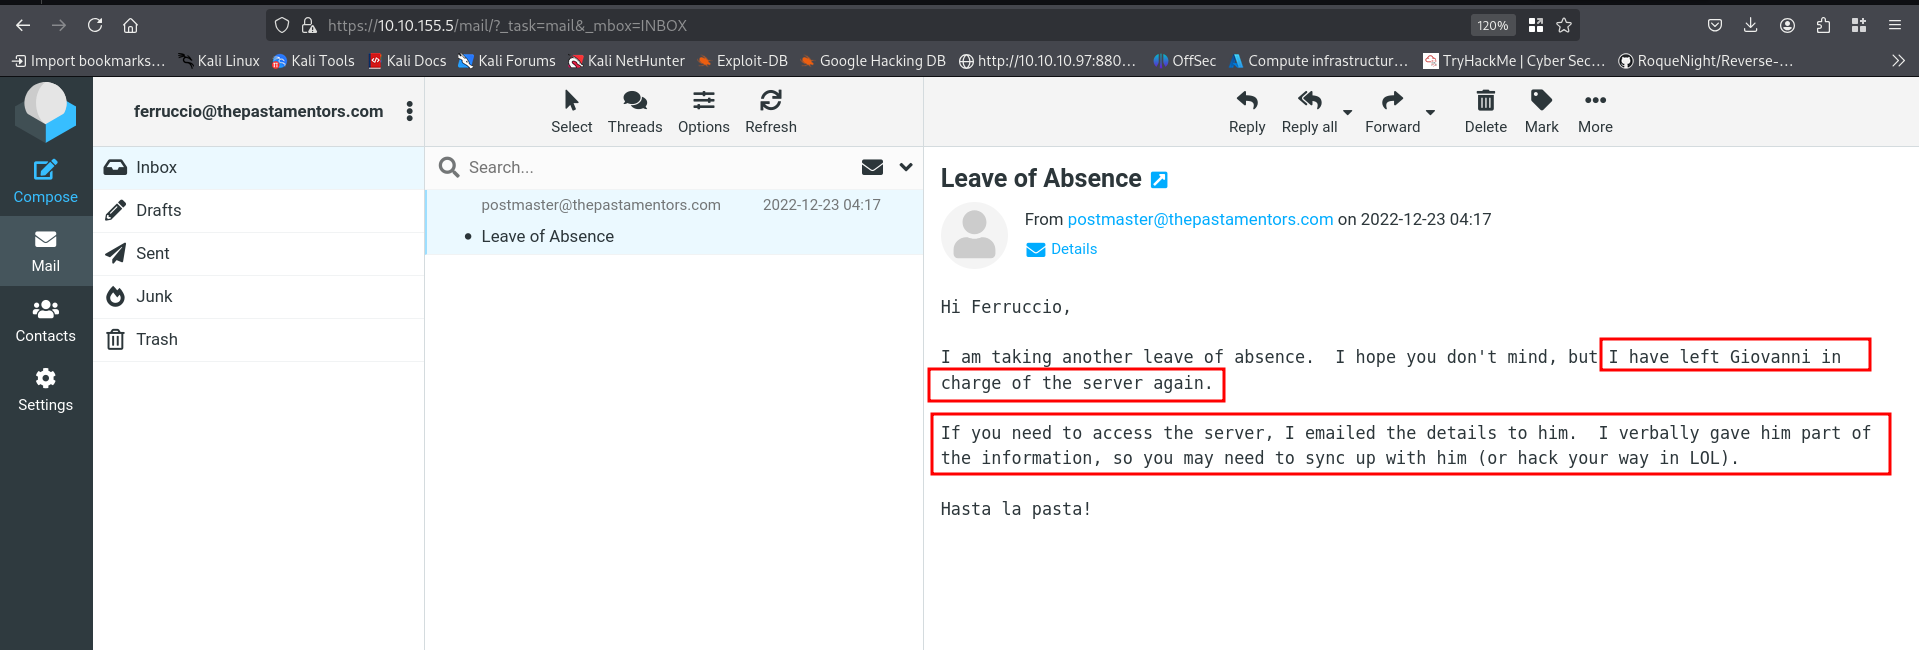 https://10.10.155.5/mail/?_task=mail&_mbox=INBOX
120%
Import bookmarks…
Kali Linux
Kali Tools
Kali Docs
Kali Forums
Kali NetHunter
Exploit-DB
Google Hacking DB
http://10.10.10.97:880…
OffSec
Compute infrastructur…
TryHackMe | Cyber Sec…
RoqueNight/Reverse-…
ferruccio@thepastamentors.com
Select
Threads
Options
Refresh
Reply
Reply all
Forward
Delete
Mark
More
Compose
Mail
Contacts
Settings
Inbox
Drafts
Sent
Junk
Trash
Search...
postmaster@thepastamentors.com 2022-12-23 04:17
• Leave of Absence
Leave of Absence
From postmaster@thepastamentors.com on 2022-12-23 04:17
Details
Hi Ferruccio,
I am taking another leave of absence.  I hope you don't mind, but I have left Giovanni in
charge of the server again.
If you need to access the server, I emailed the details to him.  I verbally gave him part of
the information, so you may need to sync up with him (or hack your way in LOL).
Hasta la pasta!